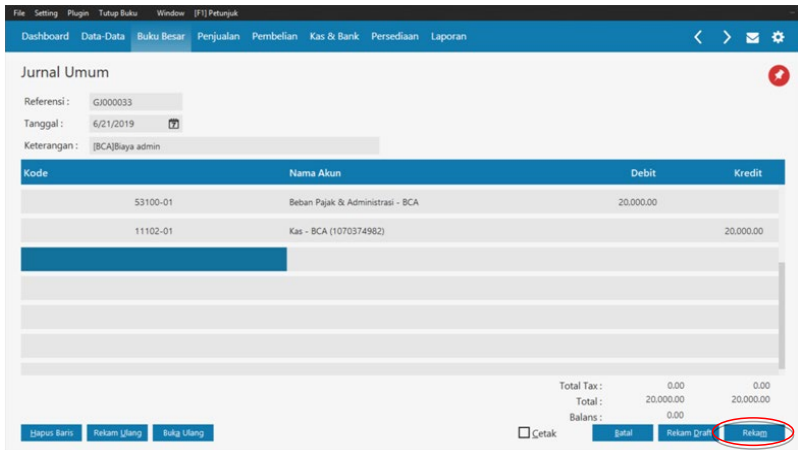 File Setting Plugin Tutup Buku Window [F1] Petunjuk
Dashboard Data-Data Buku Besar Penjualan Pembelian Kas & Bank Persediaan Laporan
Jurnal Umum
Referensi : GJ000033
Tanggal : 6/21/2019
Keterangan : [BCA]Biaya admin
Kode Nama Akun Debit Kredit
53100-01 Beban Pajak & Administrasi - BCA 20.000.00
11102-01 Kas - BCA (1070374982) 20.000.00
Total Tax : 0.00 0.00
Total : 20.000.00 20.000.00
Balans : 0.00
Hapus Baris Rekam Ulang Buka Ulang Cetak Batal Rekam Draft Rekam